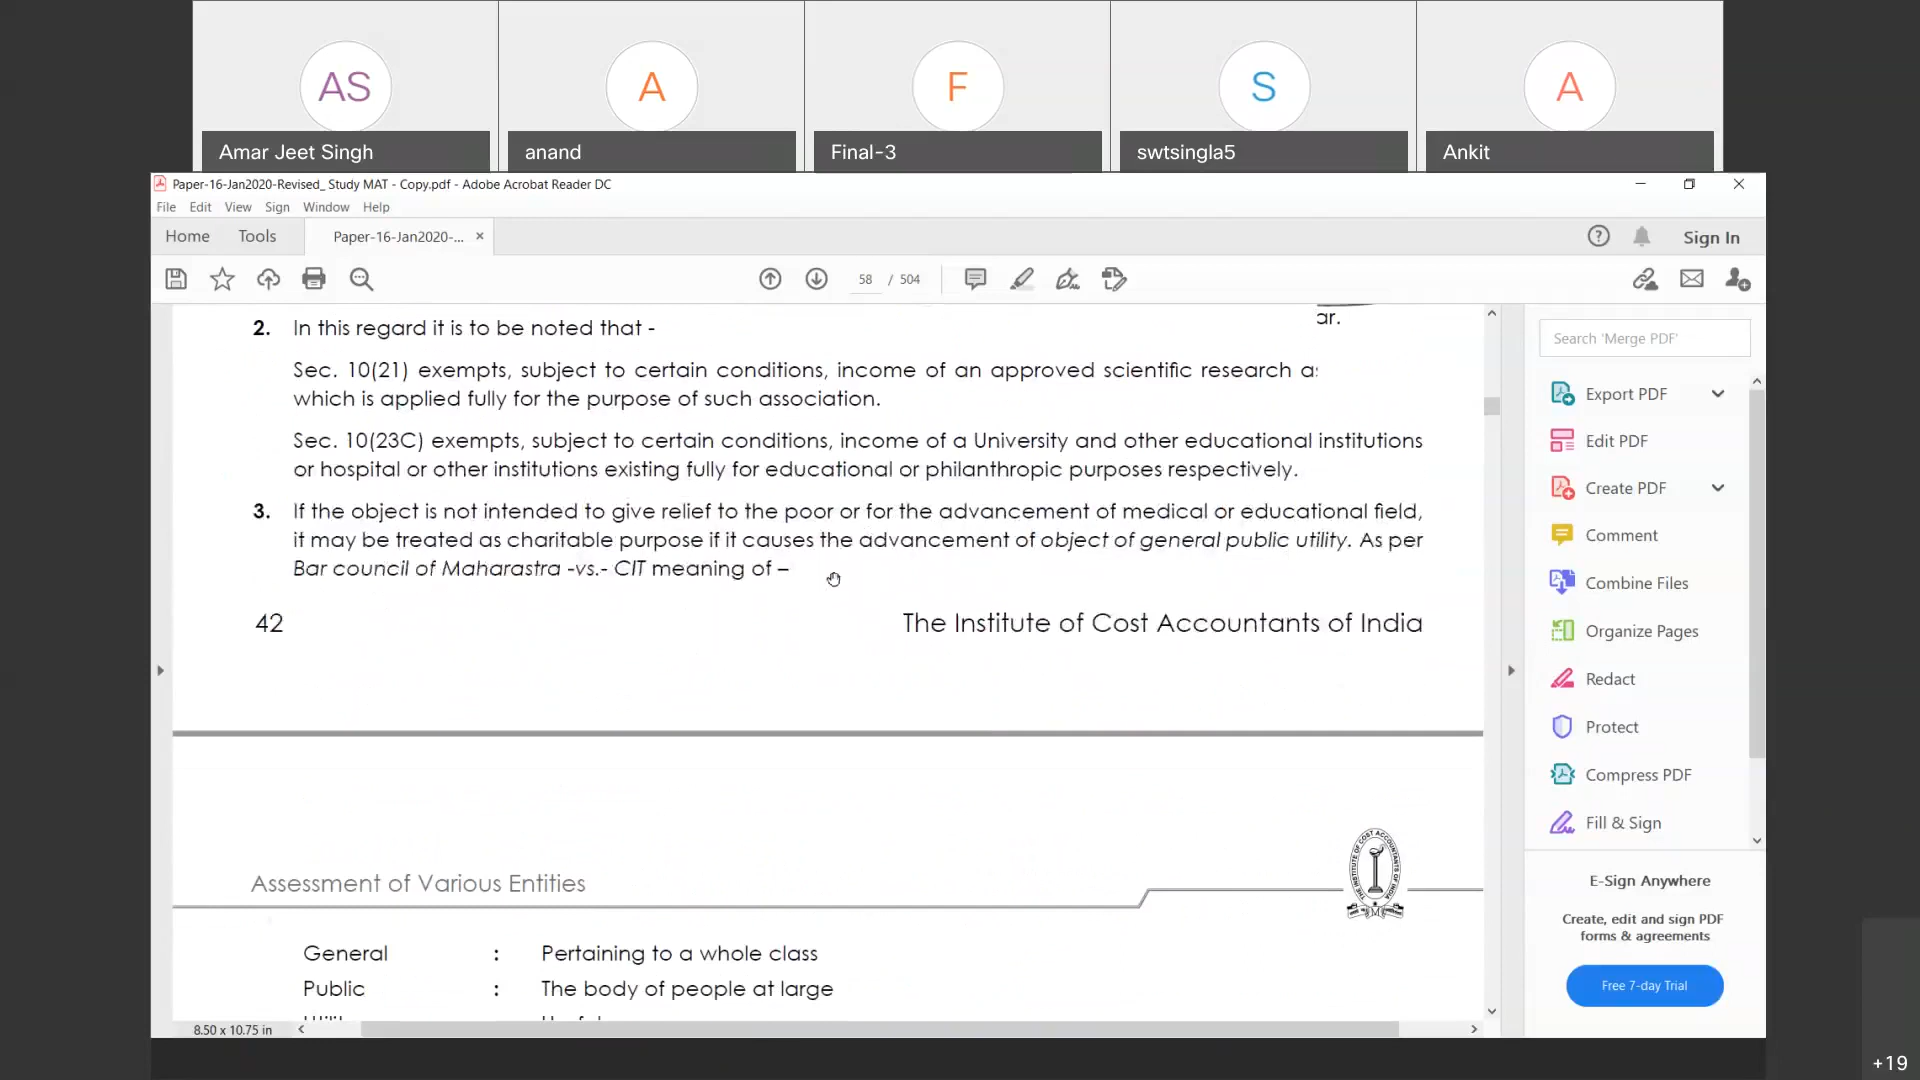 AS A F S A
Amar Jeet Singh anand Final-3 swtsingla5 Ankit
Paper-16-Jan2020-Revised_ Study MAT - Copy.pdf - Adobe Acrobat Reader DC
File Edit View Sign Window Help
Home Tools Paper-16-Jan2020-... × Sign In
58 / 504
ar.
2. In this regard it is to be noted that -
Sec. 10(21) exempts, subject to certain conditions, income of an approved scientific research
which is applied fully for the purpose of such association.
Sec. 10(23C) exempts, subject to certain conditions, income of a University and other educational institutions
or hospital or other institutions existing fully for educational or philanthropic purposes respectively.
3. If the object is not intended to give relief to the poor or for the advancement of medical or educational field,
it may be treated as charitable purpose if it causes the advancement of object of general public utility. As per
Bar council of Maharastra -vs.- CIT meaning of –
42 The Institute of Cost Accountants of India
Assessment of Various Entities
General : Pertaining to a whole class
Public : The body of people at large
8.50 x 10.75 in
Search 'Merge PDF'
Export PDF
Edit PDF
Create PDF
Comment
Combine Files
Organize Pages
Redact
Protect
Compress PDF
Fill & Sign
E-Sign Anywhere
Create, edit and sign PDF
forms & agreements
Free 7-day Trial
+19